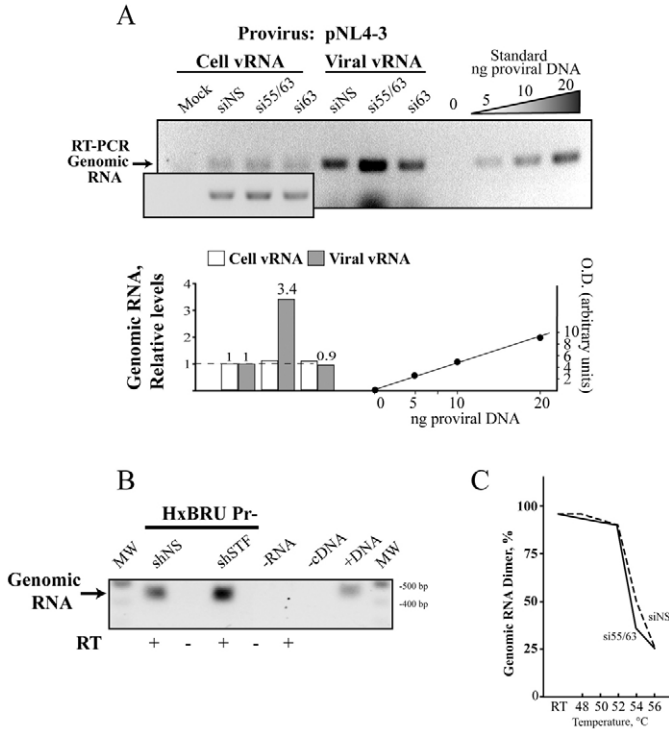 A
Provirus: pNL4-3
Cell vRNA
Viral vRNA
Standard
ng proviral DNA
Mock
siNS
si55/63
si63
siNS
si55/63
si63
0
5
10
20
RT-PCR
Genomic
RNA
Cell vRNA
Viral vRNA
Genomic RNA,
Relative levels
4
3
2
1
1
1
3.4
0.9
O.D. (arbitrary units)
10
8
6
4
2
0
5
10
20
ng proviral DNA
B
HxBRU Pr-
MW
shNS
shSTF
-RNA
-cDNA
+DNA
MW
Genomic
RNA
-500 bp
-400 bp
RT
+ - + - +
C
Genomic RNA Dimer, %
100
75
50
25
0
siNS
si55/63
RT 48 50 52 54 56
Temperature, °C